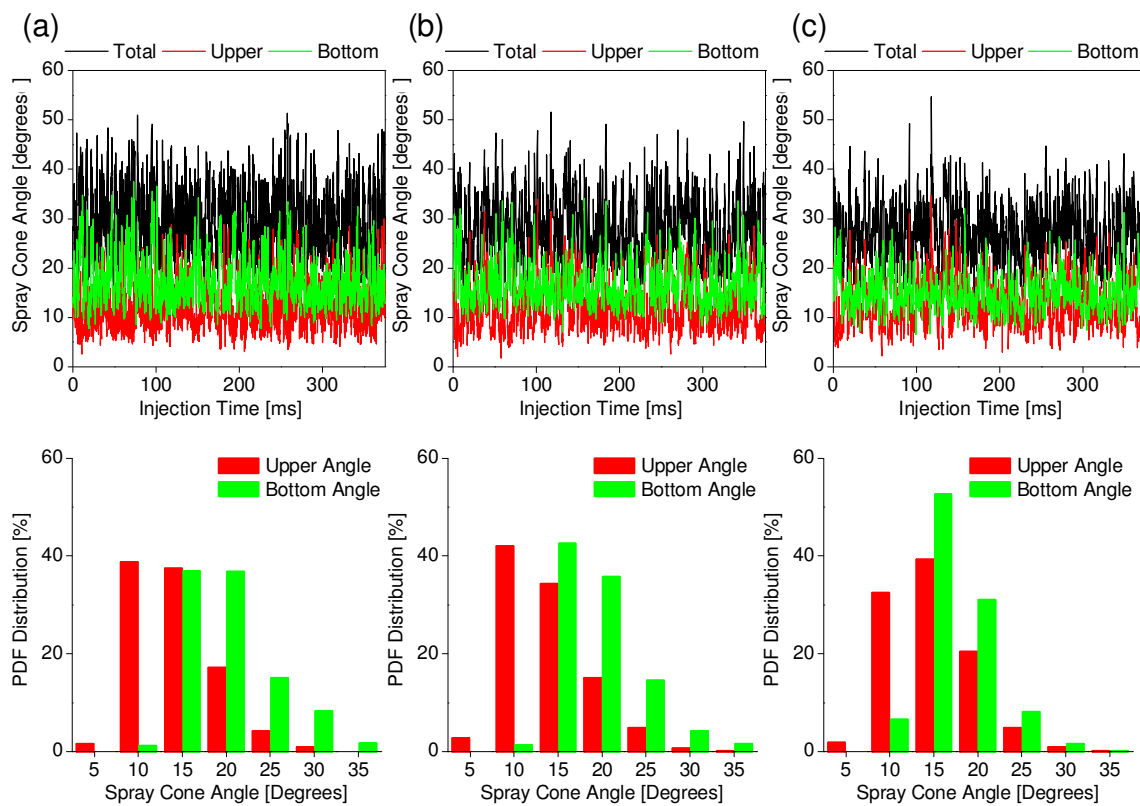 (a) (b) (c)
Total Upper Bottom Total Upper Bottom Total Upper Bottom
60 60 60
50 50 50
40 40 40
30 30 30
20 20 20
10 10 10
0 0 0
Spray Cone Angle [degrees] Spray Cone Angle [degrees] Spray Cone Angle [degrees]
0 100 200 300 0 100 200 300 0 100 200 300
Injection Time [ms] Injection Time [ms] Injection Time [ms]
60 60 60
Upper Angle Upper Angle Upper Angle
Bottom Angle Bottom Angle Bottom Angle
40 40 40
20 20 20
0 0 0
PDF Distribution [%] PDF Distribution [%] PDF Distribution [%]
5 10 15 20 25 30 35 5 10 15 20 25 30 35 5 10 15 20 25 30 35
Spray Cone Angle [Degrees] Spray Cone Angle [Degrees] Spray Cone Angle [Degrees]